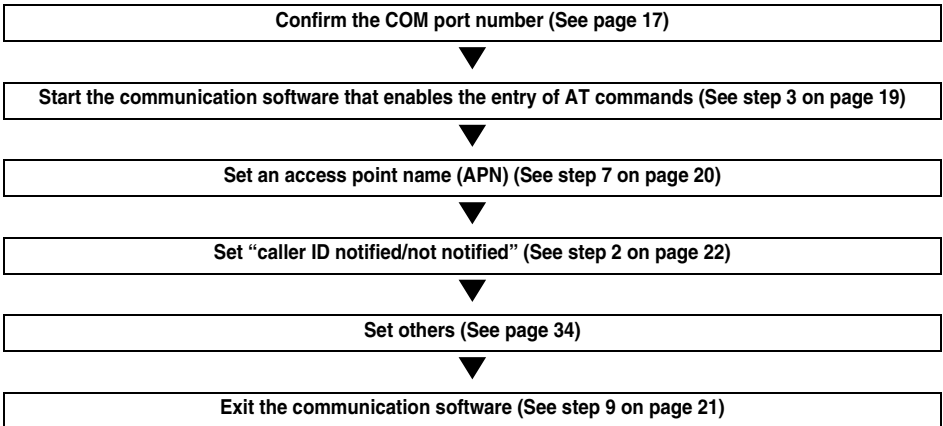 Confirm the COM port number (See page 17)
Start the communication software that enables the entry of AT commands (See step 3 on page 19)
Set an access point name (APN) (See step 7 on page 20)
Set “caller ID notified/not notified” (See step 2 on page 22)
Set others (See page 34)
Exit the communication software (See step 9 on page 21)